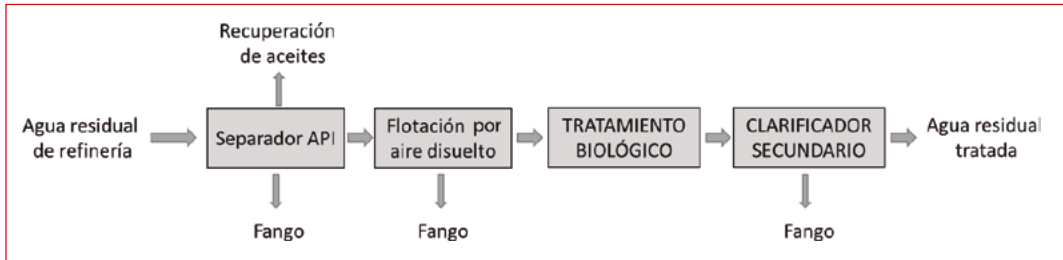 Recuperación
de aceites
Agua residual
de refinería
Separador API
Flotación por
aire disuelto
TRATAMIENTO
BIOLÓGICO
CLARIFICADOR
SECUNDARIO
Agua residual
tratada
Fango
Fango
Fango